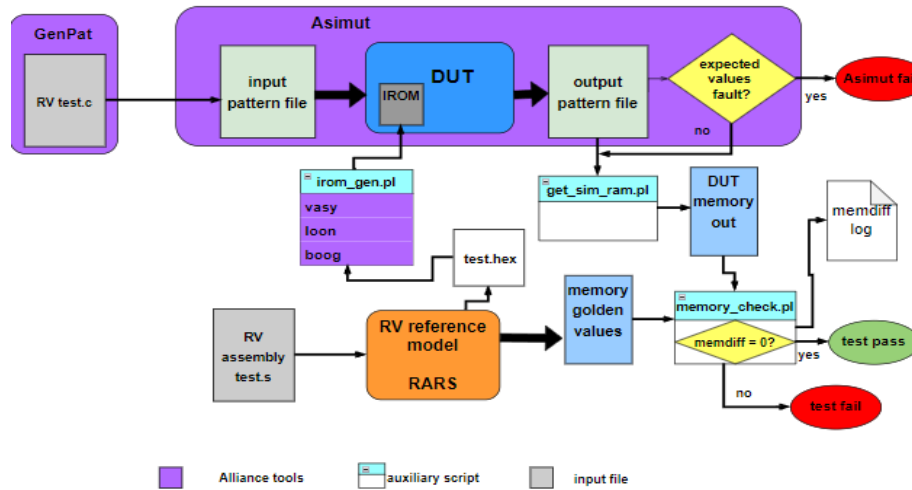 GenPat
Asimut
RV test.c
input
pattern file
DUT
IROM
output
pattern file
expected
values
fault?
yes
Asimut fail
no
irom_gen.pl
vasy
loon
boog
get_sim_ram.pl
DUT
memory
out
memdiff
log
test.hex
memory
golden
values
memory_check.pl
memdiff = 0?
yes
test pass
no
test fail
RV
assembly
test.s
RV reference
model
RARS
Alliance tools
auxiliary script
input file